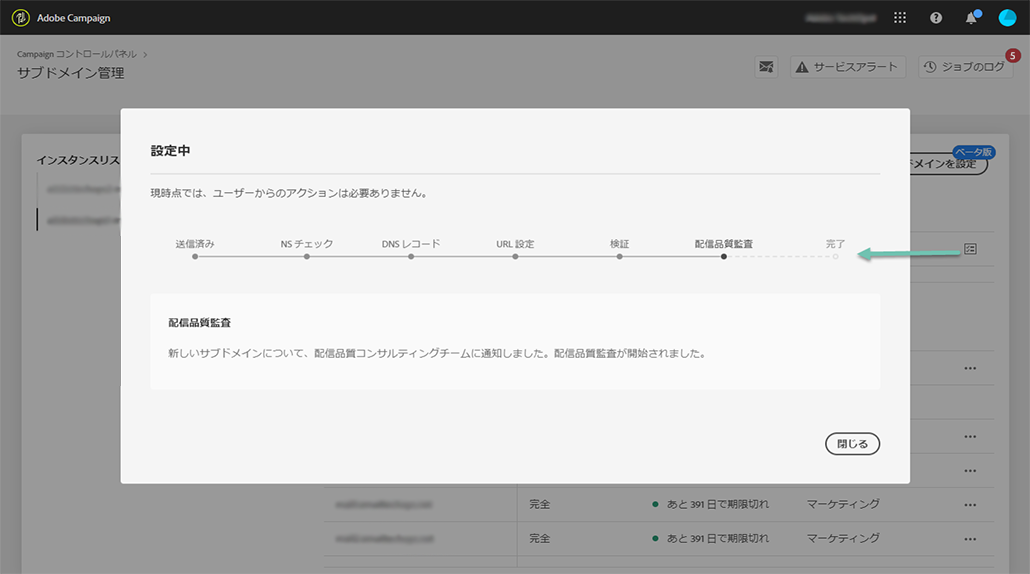 Adobe Campaign
Campaign コントロールパネル
サブドメイン管理
サービスアラート
ジョブのログ
5
インスタンスリス
ベータ版
ドメインを設定
設定中
現時点では、ユーザーからのアクションは必要ありません。
送信済み
NS チェック
DNS レコード
URL 設定
検証
配信品質監査
完了
配信品質監査
新しいサブドメインについて、配信品質コンサルティングチームに通知しました。配信品質監査が開始されました。
閉じる
完全 あと 391 日で期限切れ マーケティング
完全 あと 391 日で期限切れ マーケティング